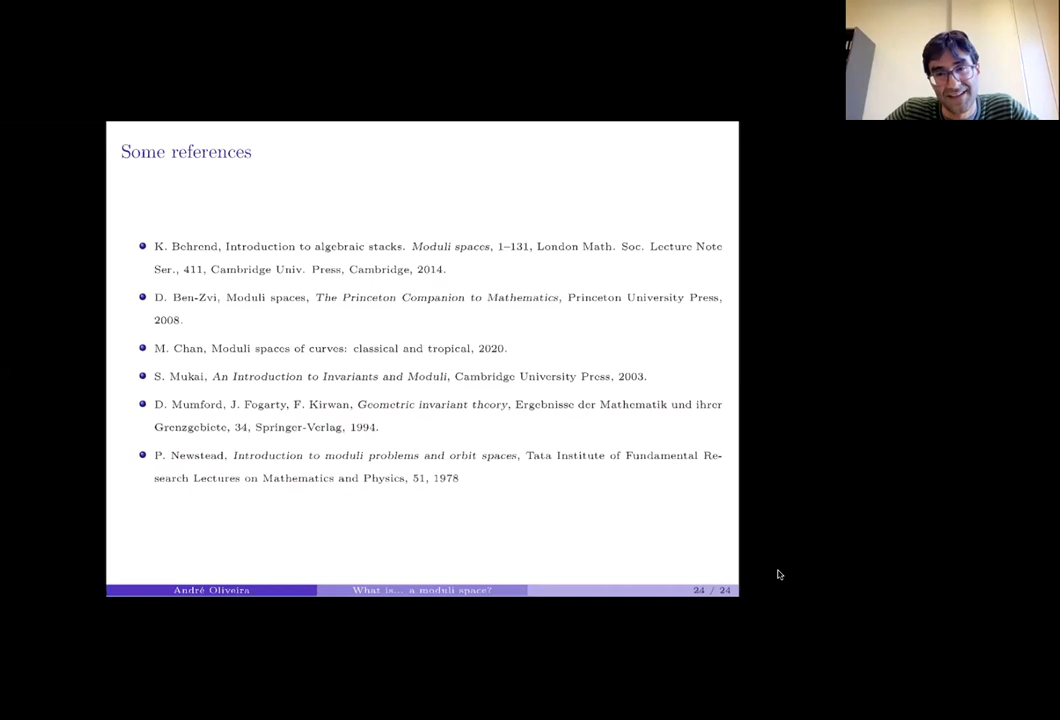 Some references
K. Behrend, Introduction to algebraic stacks. Moduli spaces, 1–131, London Math. Soc. Lecture Note
Ser., 411, Cambridge Univ. Press, Cambridge, 2014.
D. Ben-Zvi, Moduli spaces, The Princeton Companion to Mathematics, Princeton University Press,
2008.
M. Chan, Moduli spaces of curves: classical and tropical, 2020.
S. Mukai, An Introduction to Invariants and Moduli, Cambridge University Press, 2003.
D. Mumford, J. Fogarty, F. Kirwan, Geometric invariant theory, Ergebnisse der Mathematik und ihrer
Grenzgebiete, 34, Springer-Verlag, 1994.
P. Newstead, Introduction to moduli problems and orbit spaces, Tata Institute of Fundamental Re-
search Lectures on Mathematics and Physics, 51, 1978
André Oliveira What is... a moduli space? 24 / 24